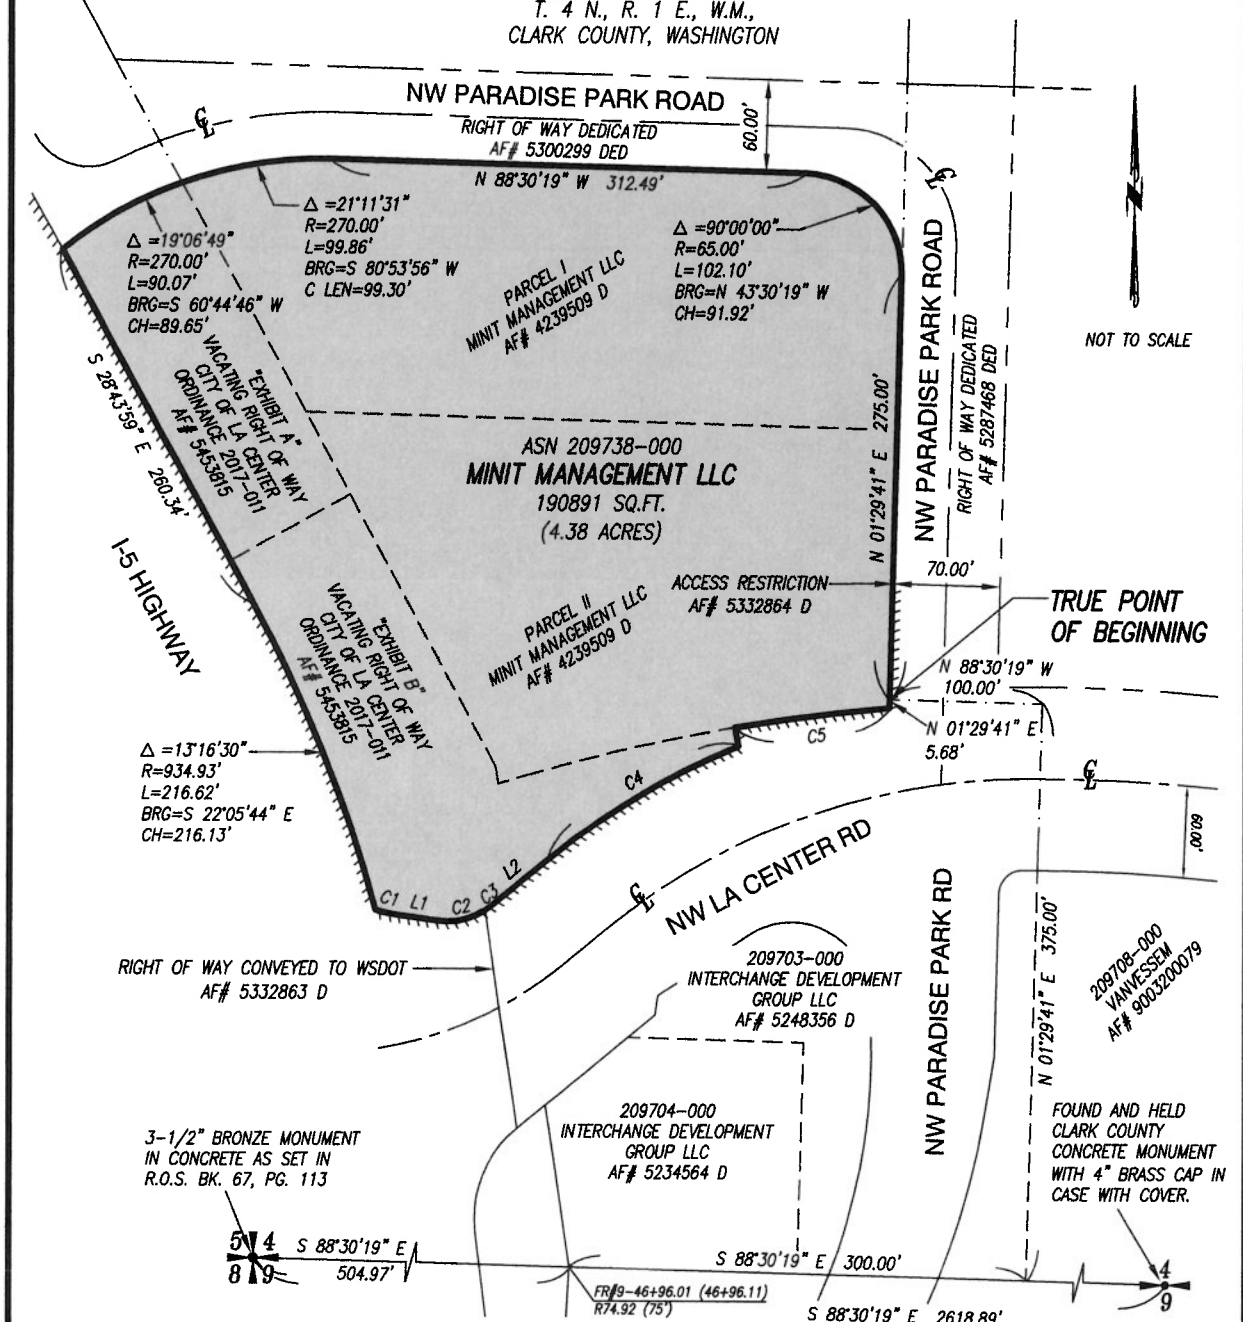 T. 4 N., R. 1 E., W.M.,
CLARK COUNTY, WASHINGTON
NW PARADISE PARK ROAD
RIGHT OF WAY DEDICATED
AF# 5300299 DED
60.00'
N 88°30'19" W 312.49'
Δ =21°11'31"
R=270.00'
L=99.86'
BRG=S 80°53'56" W
C LEN=99.30'
Δ =19°06'49"
R=270.00'
L=90.07'
BRG=S 60°44'46" W
CH=89.65'
Δ =90°00'00"
R=65.00'
L=102.10'
BRG=N 43°30'19" W
CH=91.92'
PARCEL I
MINIT MANAGEMENT LLC
AF# 4239509 D
NW PARADISE PARK ROAD
RIGHT OF WAY DEDICATED
AF# 5287468 DED
NOT TO SCALE
S 28°43'59" E 260.34'
"EXHIBIT A"
VACATING RIGHT OF WAY
CITY OF LA CENTER
ORDINANCE 2017-011
AF# 5453815
N 01°29'41" E 275.00'
ASN 209738-000
MINIT MANAGEMENT LLC
190891 SQ.FT.
(4.38 ACRES)
I-5 HIGHWAY
ACCESS RESTRICTION
AF# 5332864 D
70.00'
TRUE POINT
OF BEGINNING
PARCEL II
MINIT MANAGEMENT LLC
AF# 4239509 D
"EXHIBIT B"
VACATING RIGHT OF WAY
CITY OF LA CENTER
ORDINANCE 2017-011
AF# 5453815
N 88°30'19" W
100.00'
N 01°29'41" E
5.68'
C5
Δ =13°16'30"
R=934.93'
L=216.62'
BRG=S 22°05'44" E
CH=216.13'
C4
60.00'
L2
C1 L1 C2 C3
NW LA CENTER RD
NW PARADISE PARK RD
RIGHT OF WAY CONVEYED TO WSDOT
AF# 5332863 D
209703-000
INTERCHANGE DEVELOPMENT
GROUP LLC
AF# 5248356 D
N 01°29'41" E 375.00'
209708-000
VANVESSEM
AF# 9003200079
3-1/2" BRONZE MONUMENT
IN CONCRETE AS SET IN
R.O.S. BK. 67, PG. 113
209704-000
INTERCHANGE DEVELOPMENT
GROUP LLC
AF# 5234564 D
FOUND AND HELD
CLARK COUNTY
CONCRETE MONUMENT
WITH 4" BRASS CAP IN
CASE WITH COVER.
5 4
8 9
S 88°30'19" E
504.97'
S 88°30'19" E 300.00'
4
9
FR#9-46+96.01 (46+96.11)
R74.92 (75')
S 88°30'19" E 2618.89'